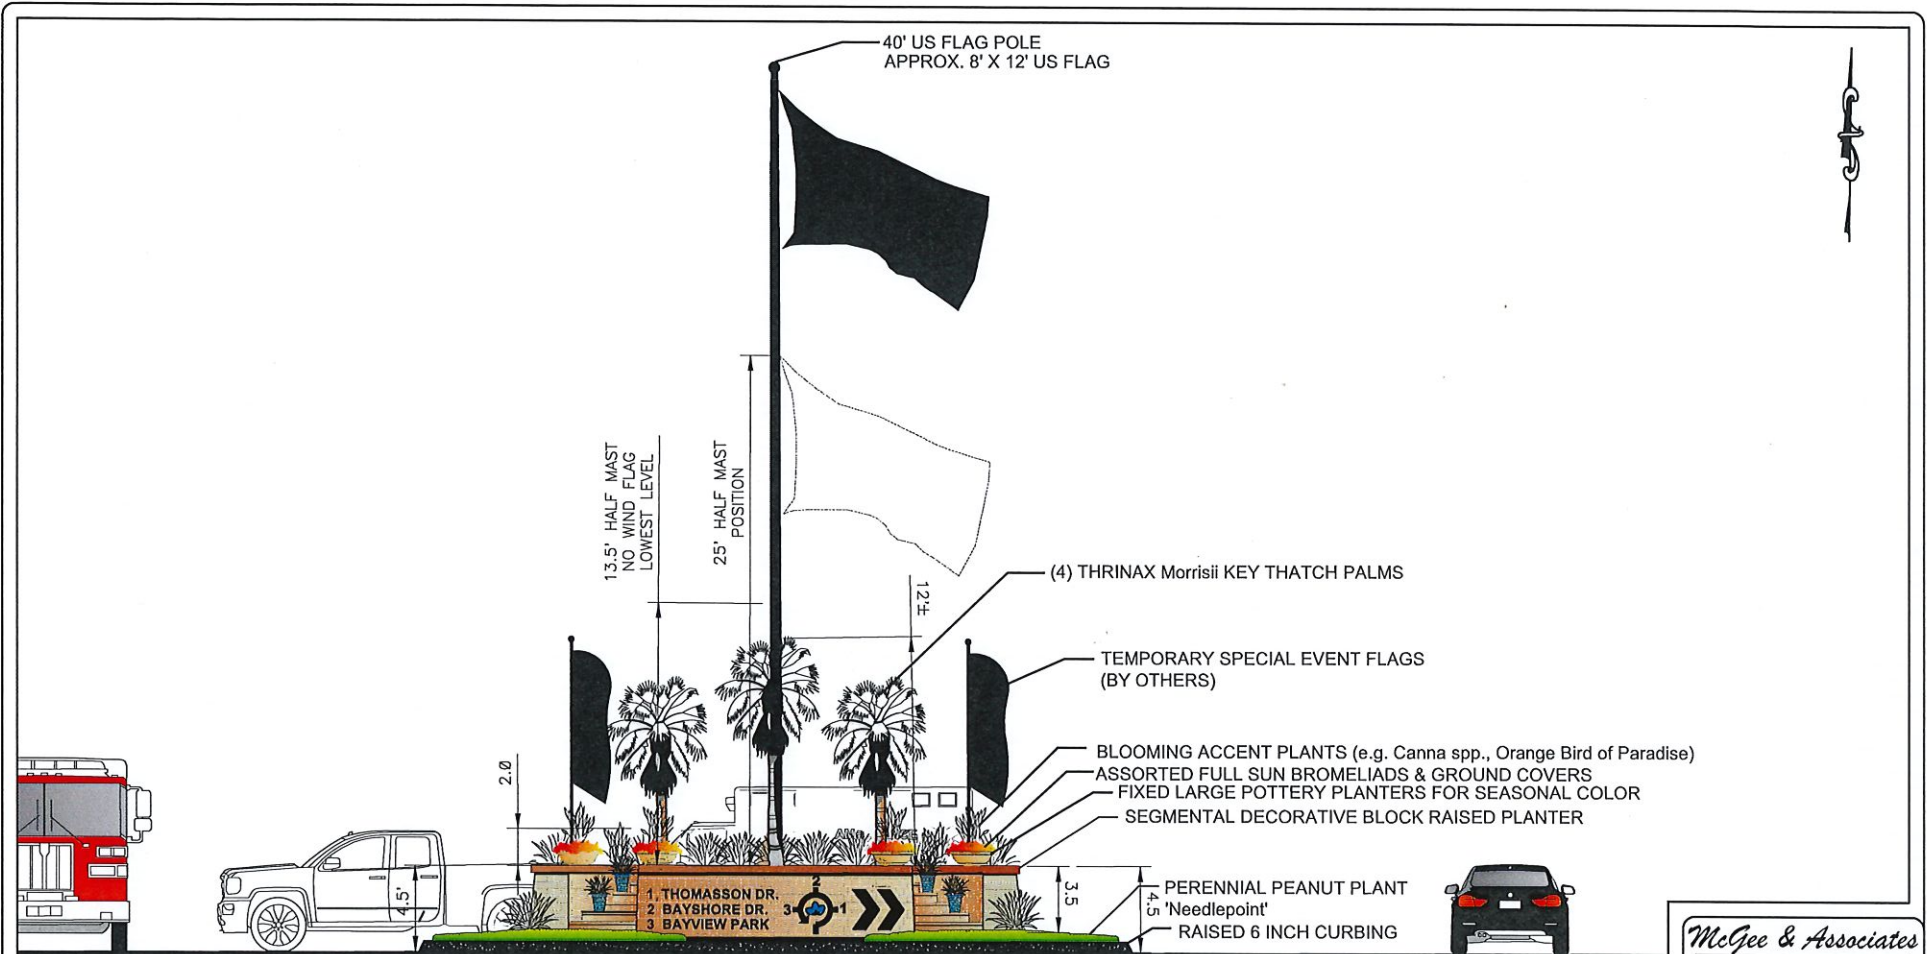 40' US FLAG POLE
APPROX. 8' X 12' US FLAG
13.5' HALF MAST
NO WIND FLAG
LOWEST LEVEL
25' HALF MAST
POSITION
12'±
(4) THRINAX Morrisii KEY THATCH PALMS
TEMPORARY SPECIAL EVENT FLAGS
(BY OTHERS)
2.0
BLOOMING ACCENT PLANTS (e.g. Canna spp., Orange Bird of Paradise)
ASSORTED FULL SUN BROMELIADS & GROUND COVERS
FIXED LARGE POTTERY PLANTERS FOR SEASONAL COLOR
SEGMENTAL DECORATIVE BLOCK RAISED PLANTER
4.5'
1, THOMASSON DR.
2 BAYSHORE DR.
3 BAYVIEW PARK
2
3
1
3.5
4.5
PERENNIAL PEANUT PLANT
'Needlepoint'
RAISED 6 INCH CURBING
McGee & Associates